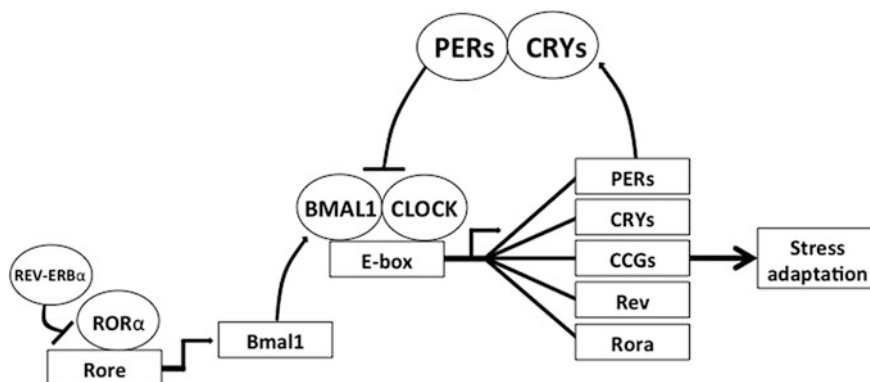 PERs CRYs
PERs
BMAL1 CLOCK
CRYs
E-box
CCGs
Stress
adaptation
REV-ERBα
Rev
RORα
Bmal1
Rora
Rore